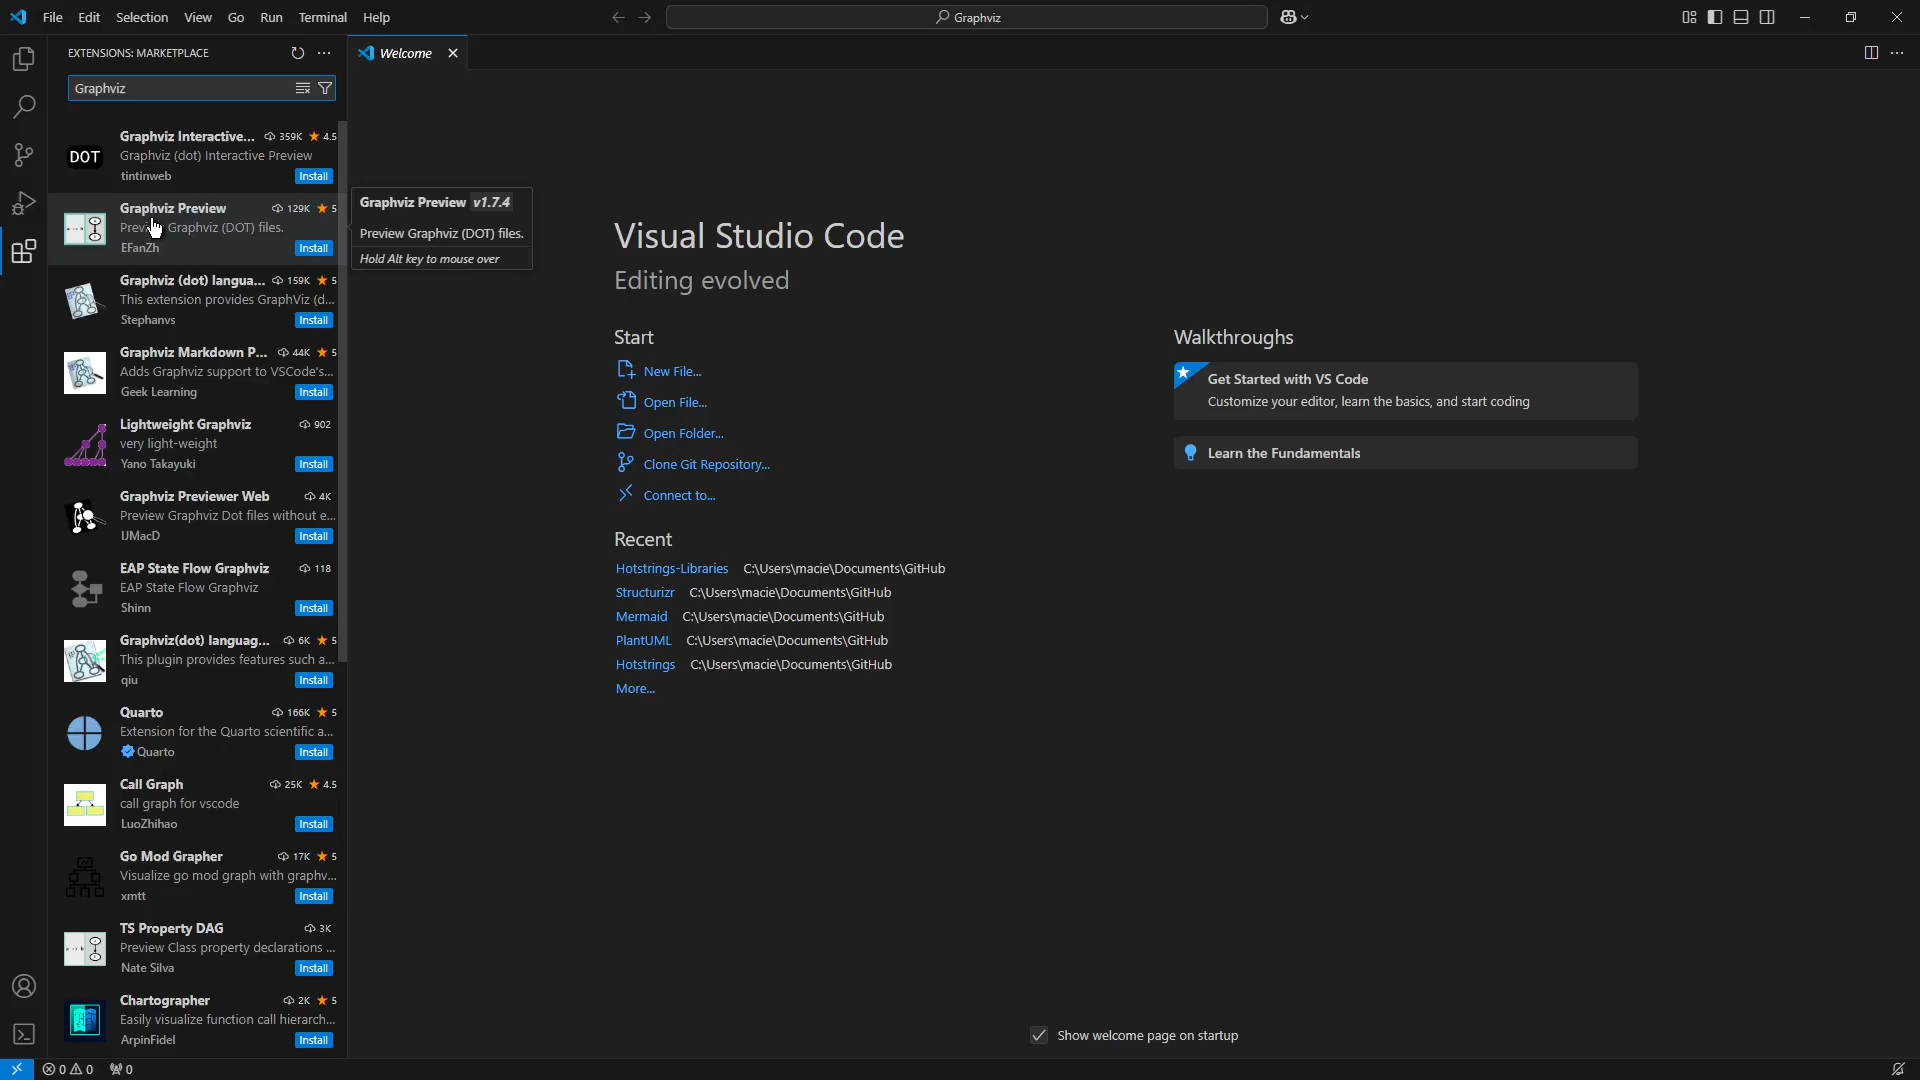 File Edit Selection View Go Run Terminal Help
Graphviz
EXTENSIONS: MARKETPLACE
Welcome
Graphviz
Graphviz Interactive... 359K 4.5
DOT
Graphviz (dot) Interactive Preview
tintinweb
Install
Graphviz Preview 129K 5
Graphviz (DOT) files.
EFanZh
Install
Graphviz Preview v1.7.4
Preview Graphviz (DOT) files.
Hold Alt key to mouse over
Graphviz (dot) langua... 159K 5
This extension provides GraphViz (d...
Stephanvs
Install
Graphviz Markdown P... 44K 5
Adds Graphviz support to VSCode's...
Geek Learning
Install
Lightweight Graphviz 902
very light-weight
Yano Takayuki
Install
Graphviz Previewer Web 4K
Preview Graphviz Dot files without e...
IJMacD
Install
EAP State Flow Graphviz 118
EAP State Flow Graphviz
Shinn
Install
Graphviz(dot) languag... 6K 5
This plugin provides features such a...
qiu
Install
Quarto 166K 5
Extension for the Quarto scientific a...
Quarto
Install
Call Graph 25K 4.5
call graph for vscode
LuoZhihao
Install
Go Mod Grapher 17K 5
Visualize go mod graph with graphv...
xmtt
Install
TS Property DAG 3K
Preview Class property declarations ...
Nate Silva
Install
Chartographer 2K 5
Easily visualize function call hierarch...
ArpinFidel
Install
Visual Studio Code
Editing evolved
Start
New File...
Open File...
Open Folder...
Clone Git Repository...
Connect to...
Recent
Hotstrings-Libraries C:\Users\macie\Documents\GitHub
Structurizr C:\Users\macie\Documents\GitHub
Mermaid C:\Users\macie\Documents\GitHub
PlantUML C:\Users\macie\Documents\GitHub
Hotstrings C:\Users\macie\Documents\GitHub
More...
Walkthroughs
Get Started with VS Code
Customize your editor, learn the basics, and start coding
Learn the Fundamentals
Show welcome page on startup
0 0 0